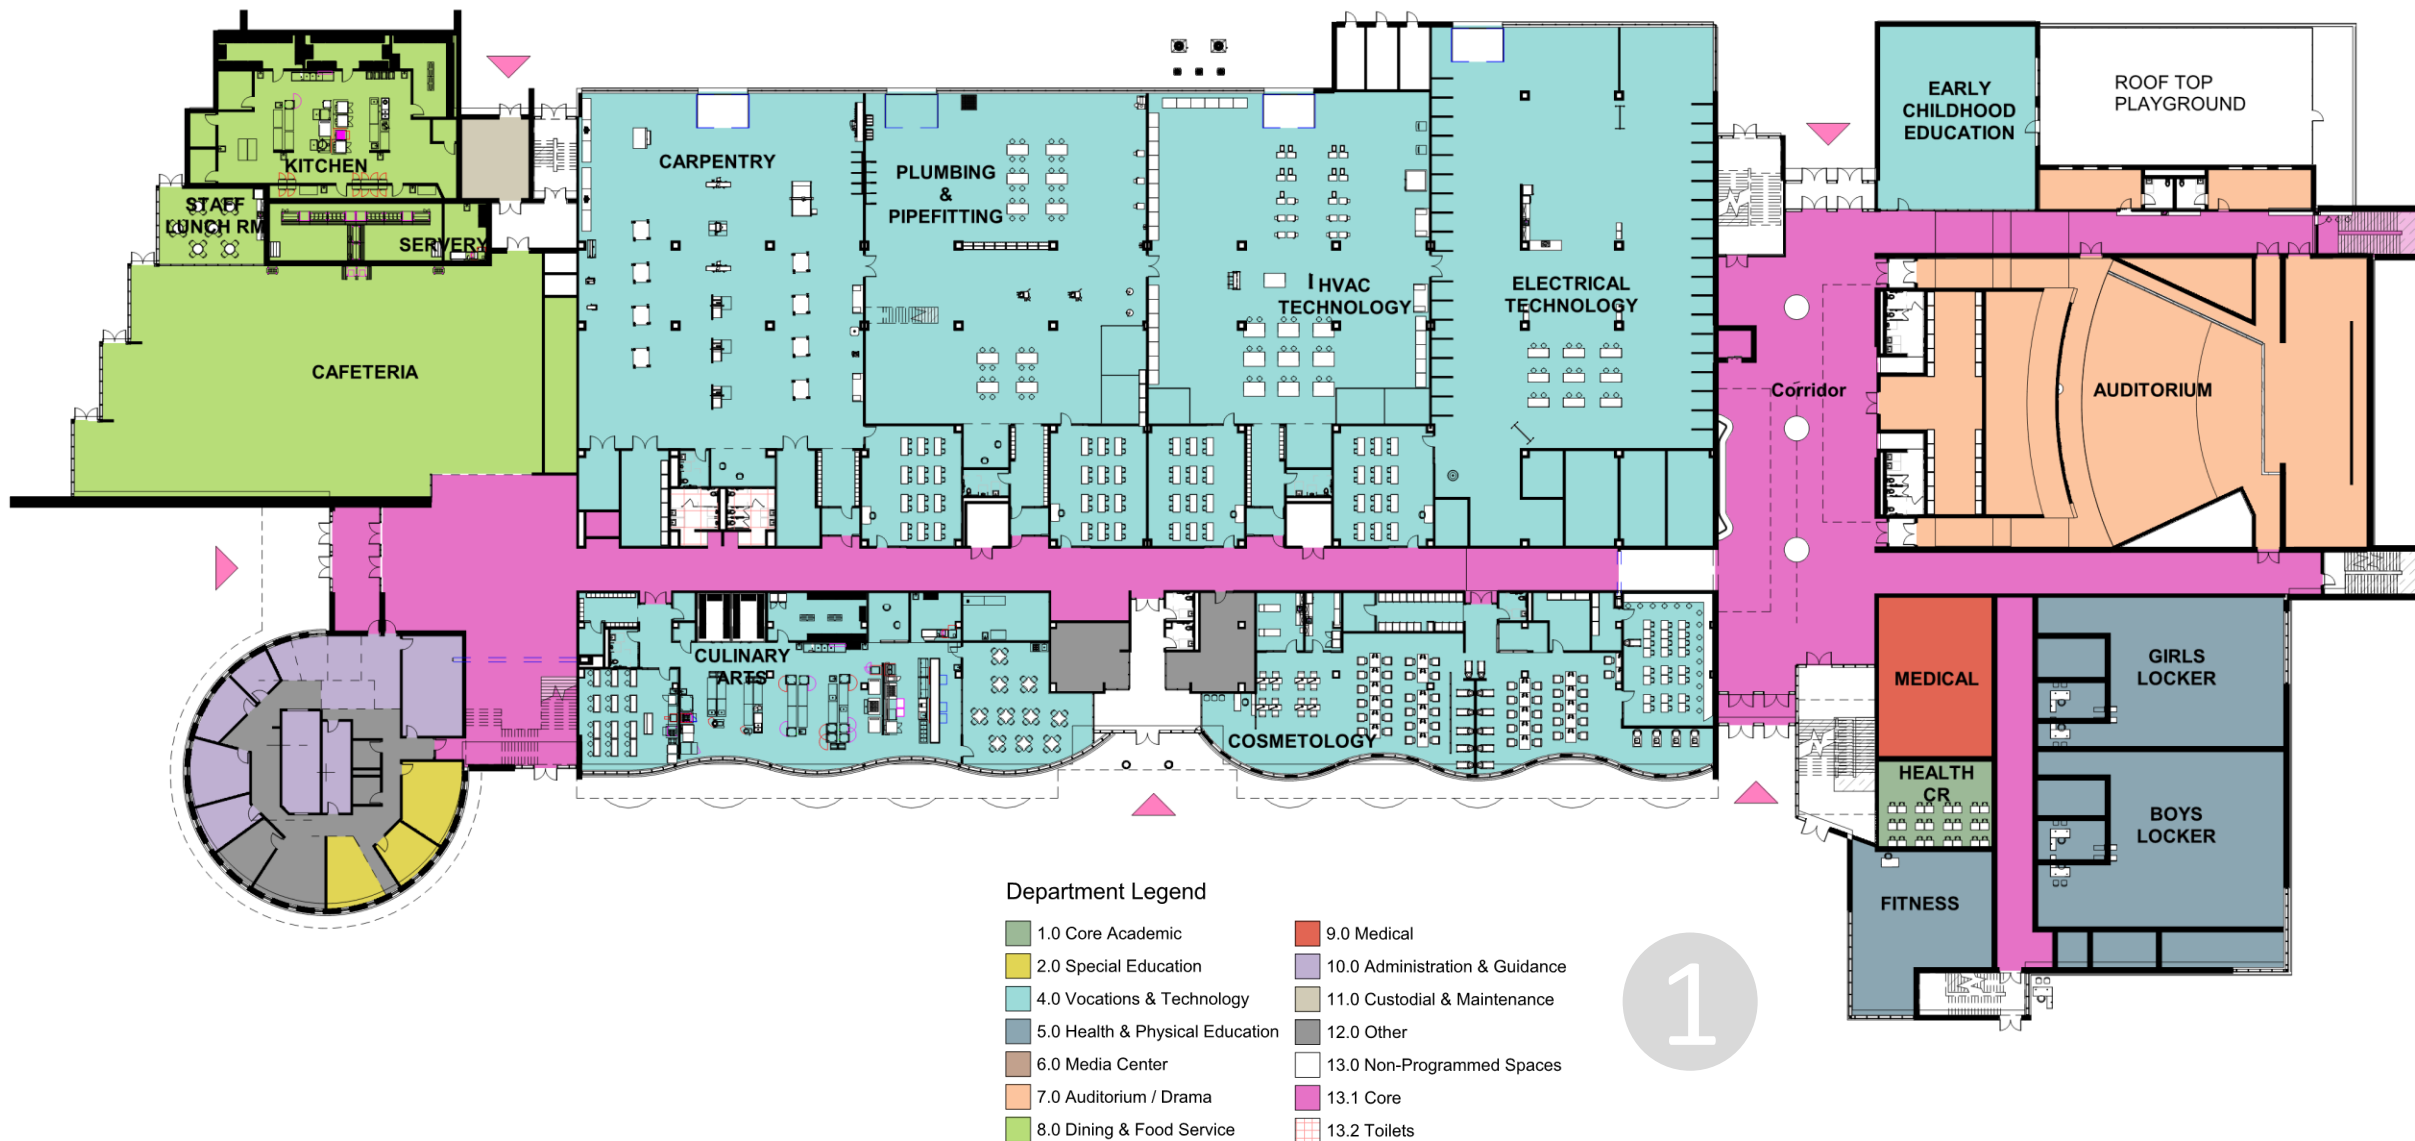 KITCHEN
STAFF
LUNCH RM
SERVERY
CAFETERIA
CARPENTRY
PLUMBING
&
PIPEFITTING
HVAC
TECHNOLOGY
ELECTRICAL
TECHNOLOGY
EARLY
CHILDHOOD
EDUCATION
ROOF TOP
PLAYGROUND
Corridor
AUDITORIUM
CULINARY
ARTS
COSMETOLOGY
MEDICAL
HEALTH
CR
GIRLS
LOCKER
BOYS
LOCKER
FITNESS
Department Legend
1.0 Core Academic
2.0 Special Education
4.0 Vocations & Technology
5.0 Health & Physical Education
6.0 Media Center
7.0 Auditorium / Drama
8.0 Dining & Food Service
9.0 Medical
10.0 Administration & Guidance
11.0 Custodial & Maintenance
12.0 Other
13.0 Non-Programmed Spaces
13.1 Core
13.2 Toilets
1